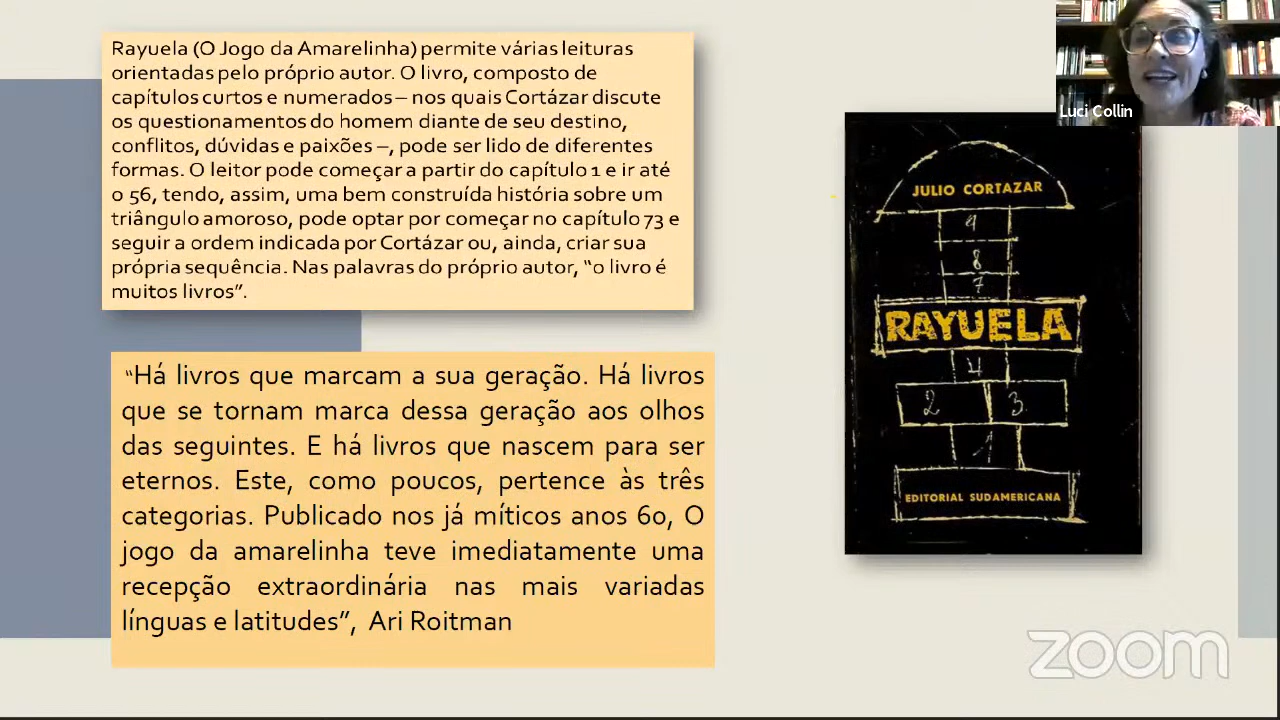 Rayuela (O Jogo da Amarelinha) permite várias leituras
orientadas pelo próprio autor. O livro, composto de
capítulos curtos e numerados – nos quais Cortázar discute
os questionamentos do homem diante de seu destino,
conflitos, dúvidas e paixões –, pode ser lido de diferentes
formas. O leitor pode começar a partir do capítulo 1 e ir até
o 56, tendo, assim, uma bem construída história sobre um
triângulo amoroso, pode optar por começar no capítulo 73 e
seguir a ordem indicada por Cortázar ou, ainda, criar sua
própria sequência. Nas palavras do próprio autor, “o livro é
muitos livros”.
“Há livros que marcam a sua geração. Há livros
que se tornam marca dessa geração aos olhos
das seguintes. E há livros que nascem para ser
eternos. Este, como poucos, pertence às três
categorias. Publicado nos já míticos anos 60, O
jogo da amarelinha teve imediatamente uma
recepção extraordinária nas mais variadas
línguas e latitudes”, Ari Roitman
Luci Collin
JULIO CORTAZAR
9
8
7
RAYUELA
4
2 3
1
EDITORIAL SUDAMERICANA
zoom